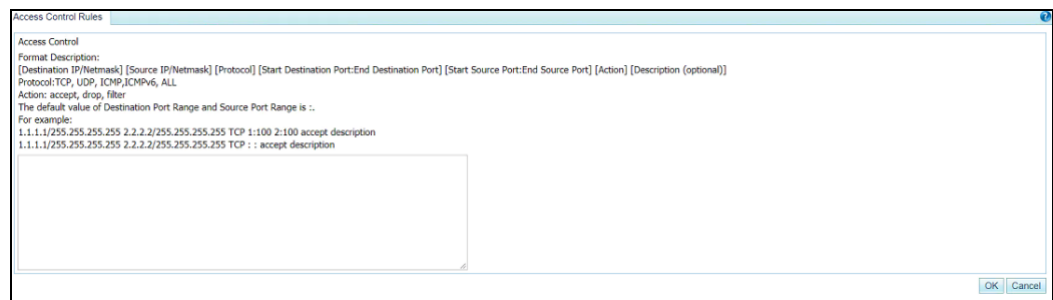 Access Control Rules
?
Access Control
Format Description:
[Destination IP/Netmask] [Source IP/Netmask] [Protocol] [Start Destination Port:End Destination Port] [Start Source Port:End Source Port] [Action] [Description (optional)]
Protocol:TCP, UDP, ICMP,ICMPv6, ALL
Action: accept, drop, filter
The default value of Destination Port Range and Source Port Range is :.
For example:
1.1.1.1/255.255.255.255 2.2.2.2/255.255.255.255 TCP 1:100 2:100 accept description
1.1.1.1/255.255.255.255 2.2.2.2/255.255.255.255 TCP : : accept description
OK Cancel